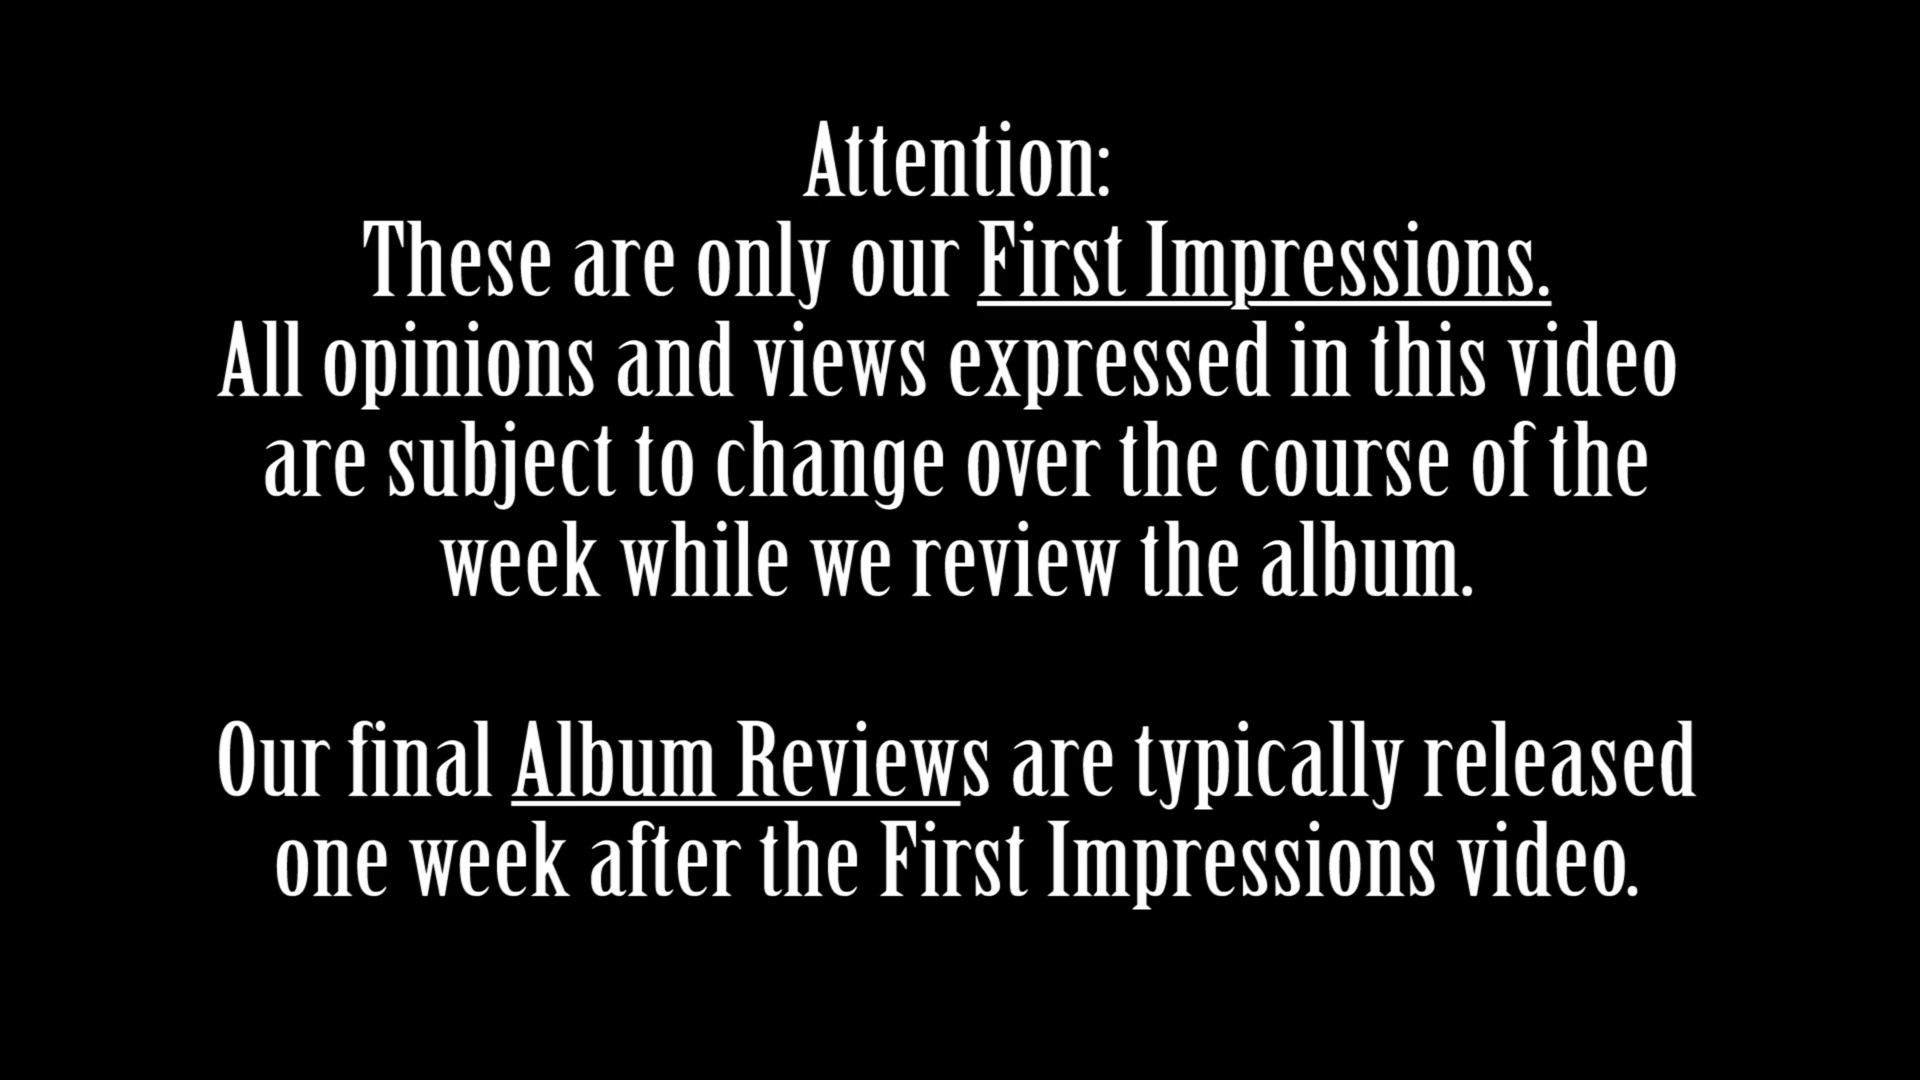 Attention:
These are only our First Impressions.
All opinions and views expressed in this video
are subject to change over the course of the
week while we review the album.
Our final Album Reviews are typically released
one week after the First Impressions video.